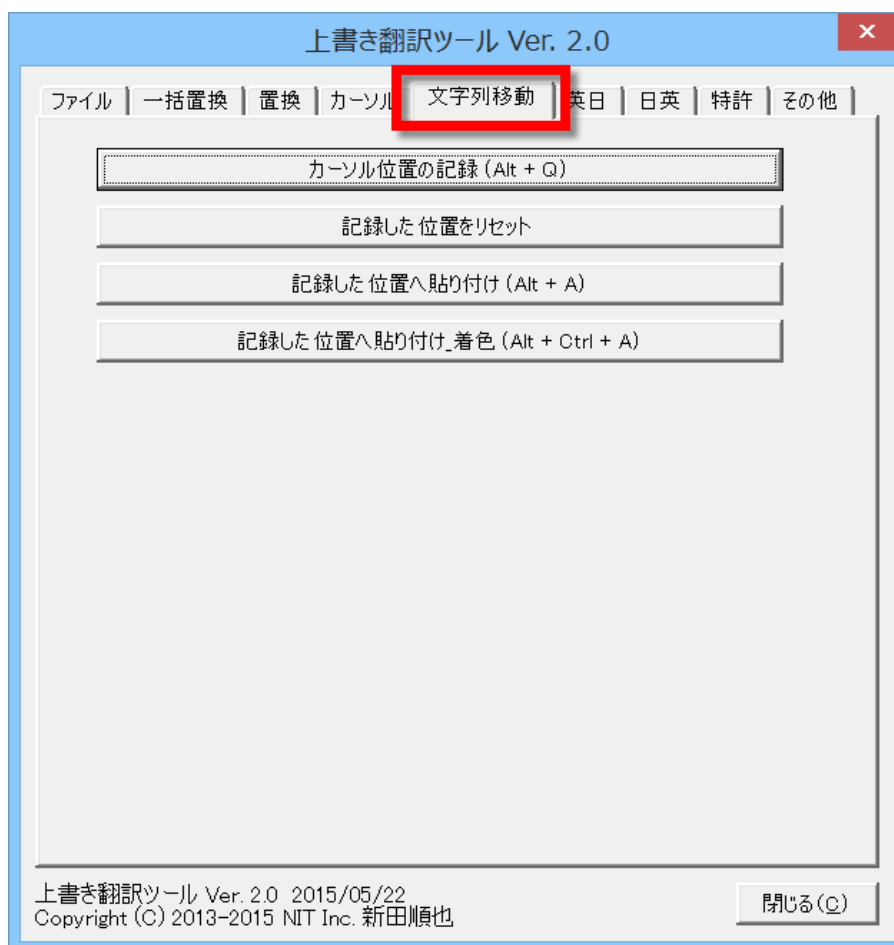 上書き翻訳ツール Ver. 2.0
ファイル 一括置換 置換 カーソル 文字列移動 英日 日英 特許 その他
カーソル位置の記録 (Alt + Q)
記録した位置をリセット
記録した位置へ貼り付け (Alt + A)
記録した位置へ貼り付け_着色 (Alt + Ctrl + A)
上書き翻訳ツール Ver. 2.0 2015/05/22
Copyright (C) 2013-2015 NIT Inc. 新田順也
閉じる(C)